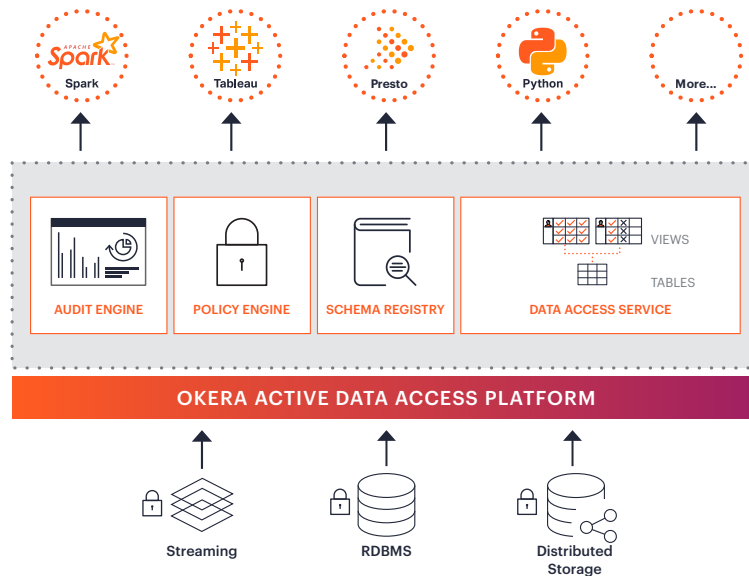 APACHE
Spark
Spark
Tableau
Presto
Python
More...
VIEWS
TABLES
AUDIT ENGINE
POLICY ENGINE
SCHEMA REGISTRY
DATA ACCESS SERVICE
OKERA ACTIVE DATA ACCESS PLATFORM
Streaming
RDBMS
Distributed
Storage